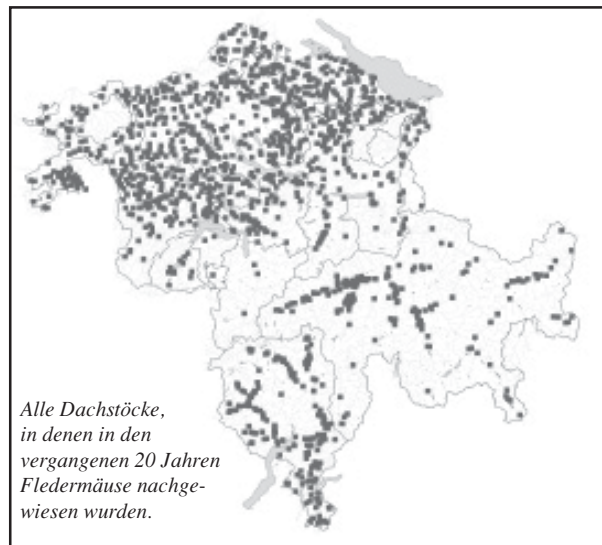 Alle Dachstöcke,
in denen in den
vergangenen 20 Jahren
Fledermäuse nachge-
wiesen wurden.